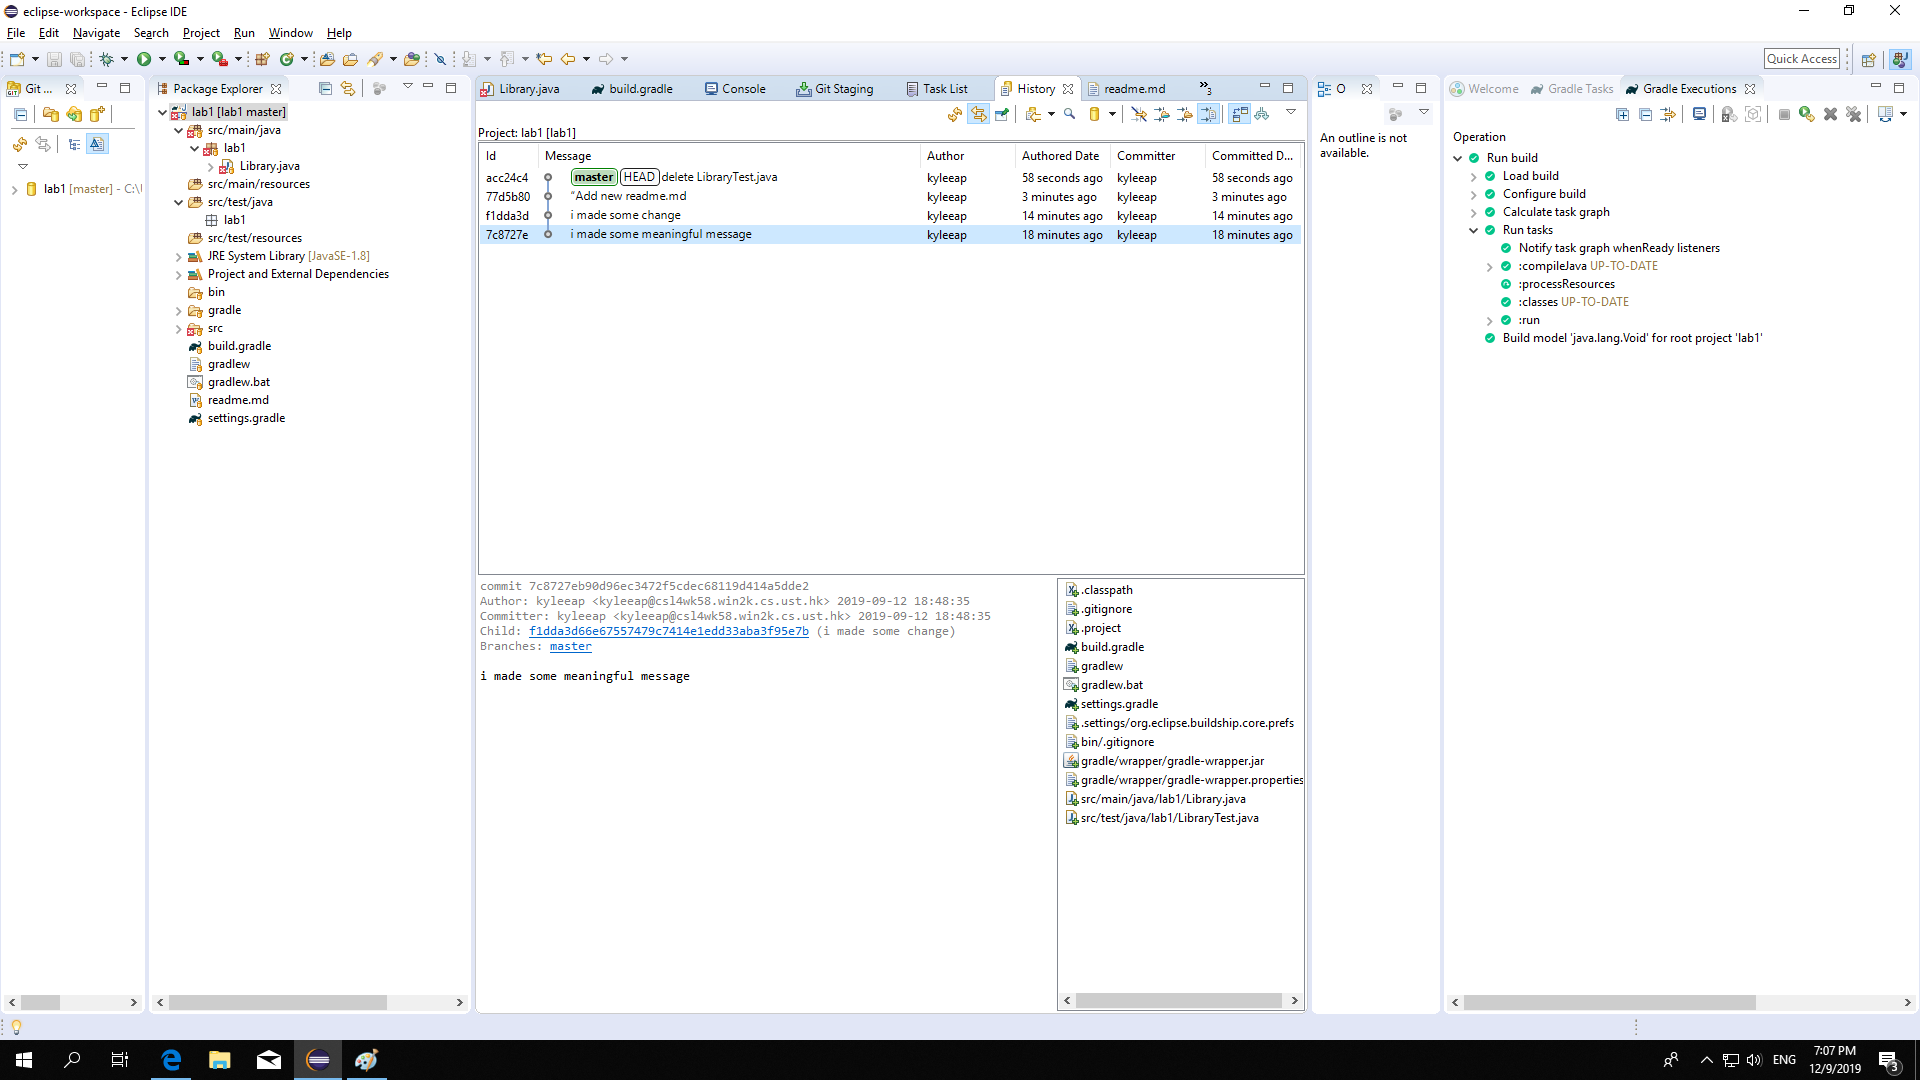 eclipse-workspace - Eclipse IDE
File Edit Navigate Search Project Run Window Help
Quick Access
Git ...
lab1 [master] - C:\
Package Explorer
lab1 [lab1 master]
src/main/java
lab1
Library.java
src/main/resources
src/test/java
lab1
src/test/resources
JRE System Library [JavaSE-1.8]
Project and External Dependencies
bin
gradle
src
build.gradle
gradlew
gradlew.bat
readme.md
settings.gradle
Library.java build.gradle Console Git Staging Task List History readme.md »3
Project: lab1 [lab1]
Id Message Author Authored Date Committer Committed D...
acc24c4 master HEAD delete LibraryTest.java kyleeap 58 seconds ago kyleeap 58 seconds ago
77d5b80 "Add new readme.md kyleeap 3 minutes ago kyleeap 3 minutes ago
f1dda3d i made some change kyleeap 14 minutes ago kyleeap 14 minutes ago
7c8727e i made some meaningful message kyleeap 18 minutes ago kyleeap 18 minutes ago
commit 7c8727eb90d96ec3472f5cdec68119d414a5dde2
Author: kyleeap <kyleeap@csl4wk58.win2k.cs.ust.hk> 2019-09-12 18:48:35
Committer: kyleeap <kyleeap@csl4wk58.win2k.cs.ust.hk> 2019-09-12 18:48:35
Child: f1dda3d66e67557479c7414e1edd33aba3f95e7b (i made some change)
Branches: master
i made some meaningful message
.classpath
.gitignore
.project
build.gradle
gradlew
gradlew.bat
settings.gradle
.settings/org.eclipse.buildship.core.prefs
bin/.gitignore
gradle/wrapper/gradle-wrapper.jar
gradle/wrapper/gradle-wrapper.properties
src/main/java/lab1/Library.java
src/test/java/lab1/LibraryTest.java
O
An outline is not
available.
Welcome Gradle Tasks Gradle Executions
Operation
Run build
Load build
Configure build
Calculate task graph
Run tasks
Notify task graph whenReady listeners
:compileJava UP-TO-DATE
:processResources
:classes UP-TO-DATE
:run
Build model 'java.lang.Void' for root project 'lab1'
ENG
7:07 PM
12/9/2019
3